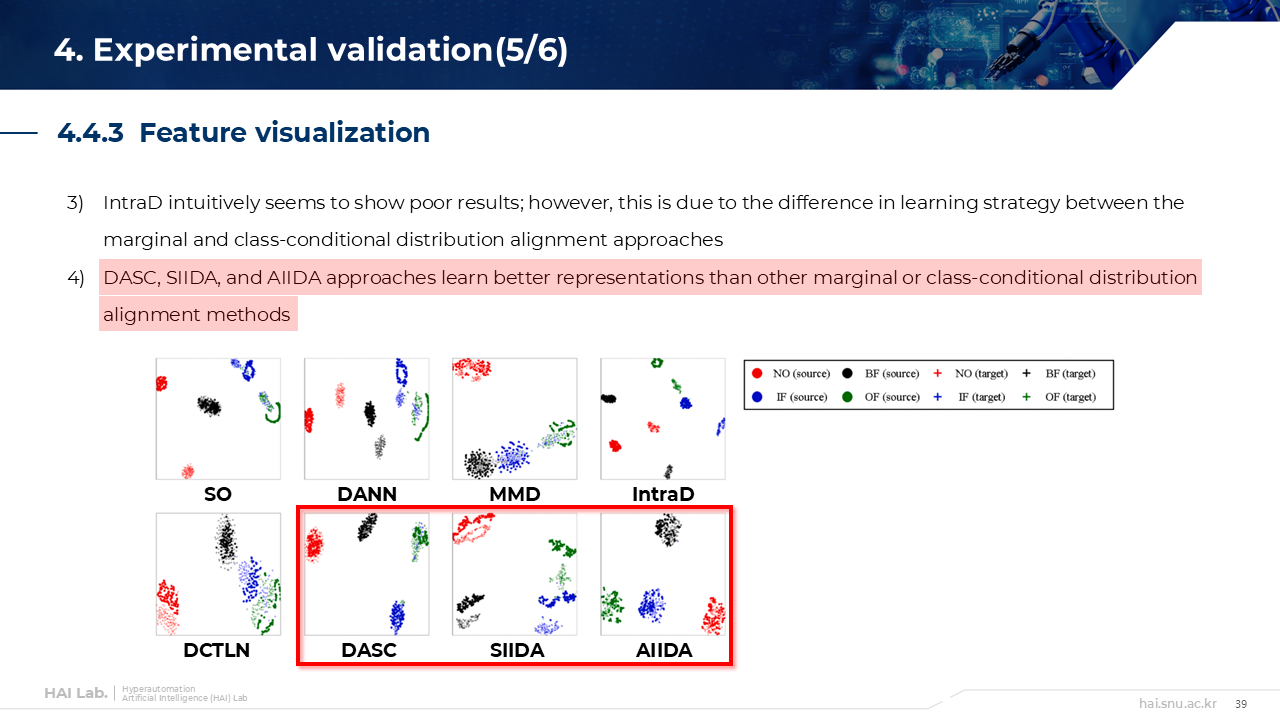 4. Experimental validation(5/6)
4.4.3 Feature visualization
3) IntraD intuitively seems to show poor results; however, this is due to the difference in learning strategy between the
marginal and class-conditional distribution alignment approaches
4) DASC, SIIDA, and AIIDA approaches learn better representations than other marginal or class-conditional distribution
alignment methods
NO (source) BF (source) NO (target) BF (target)
IF (source) OF (source) IF (target) OF (target)
SO DANN MMD IntraD
DCTLN DASC SIIDA AIIDA
HAI Lab.
Hyperautomation
Artificial Intelligence (HAI) Lab
hai.snu.ac.kr 39